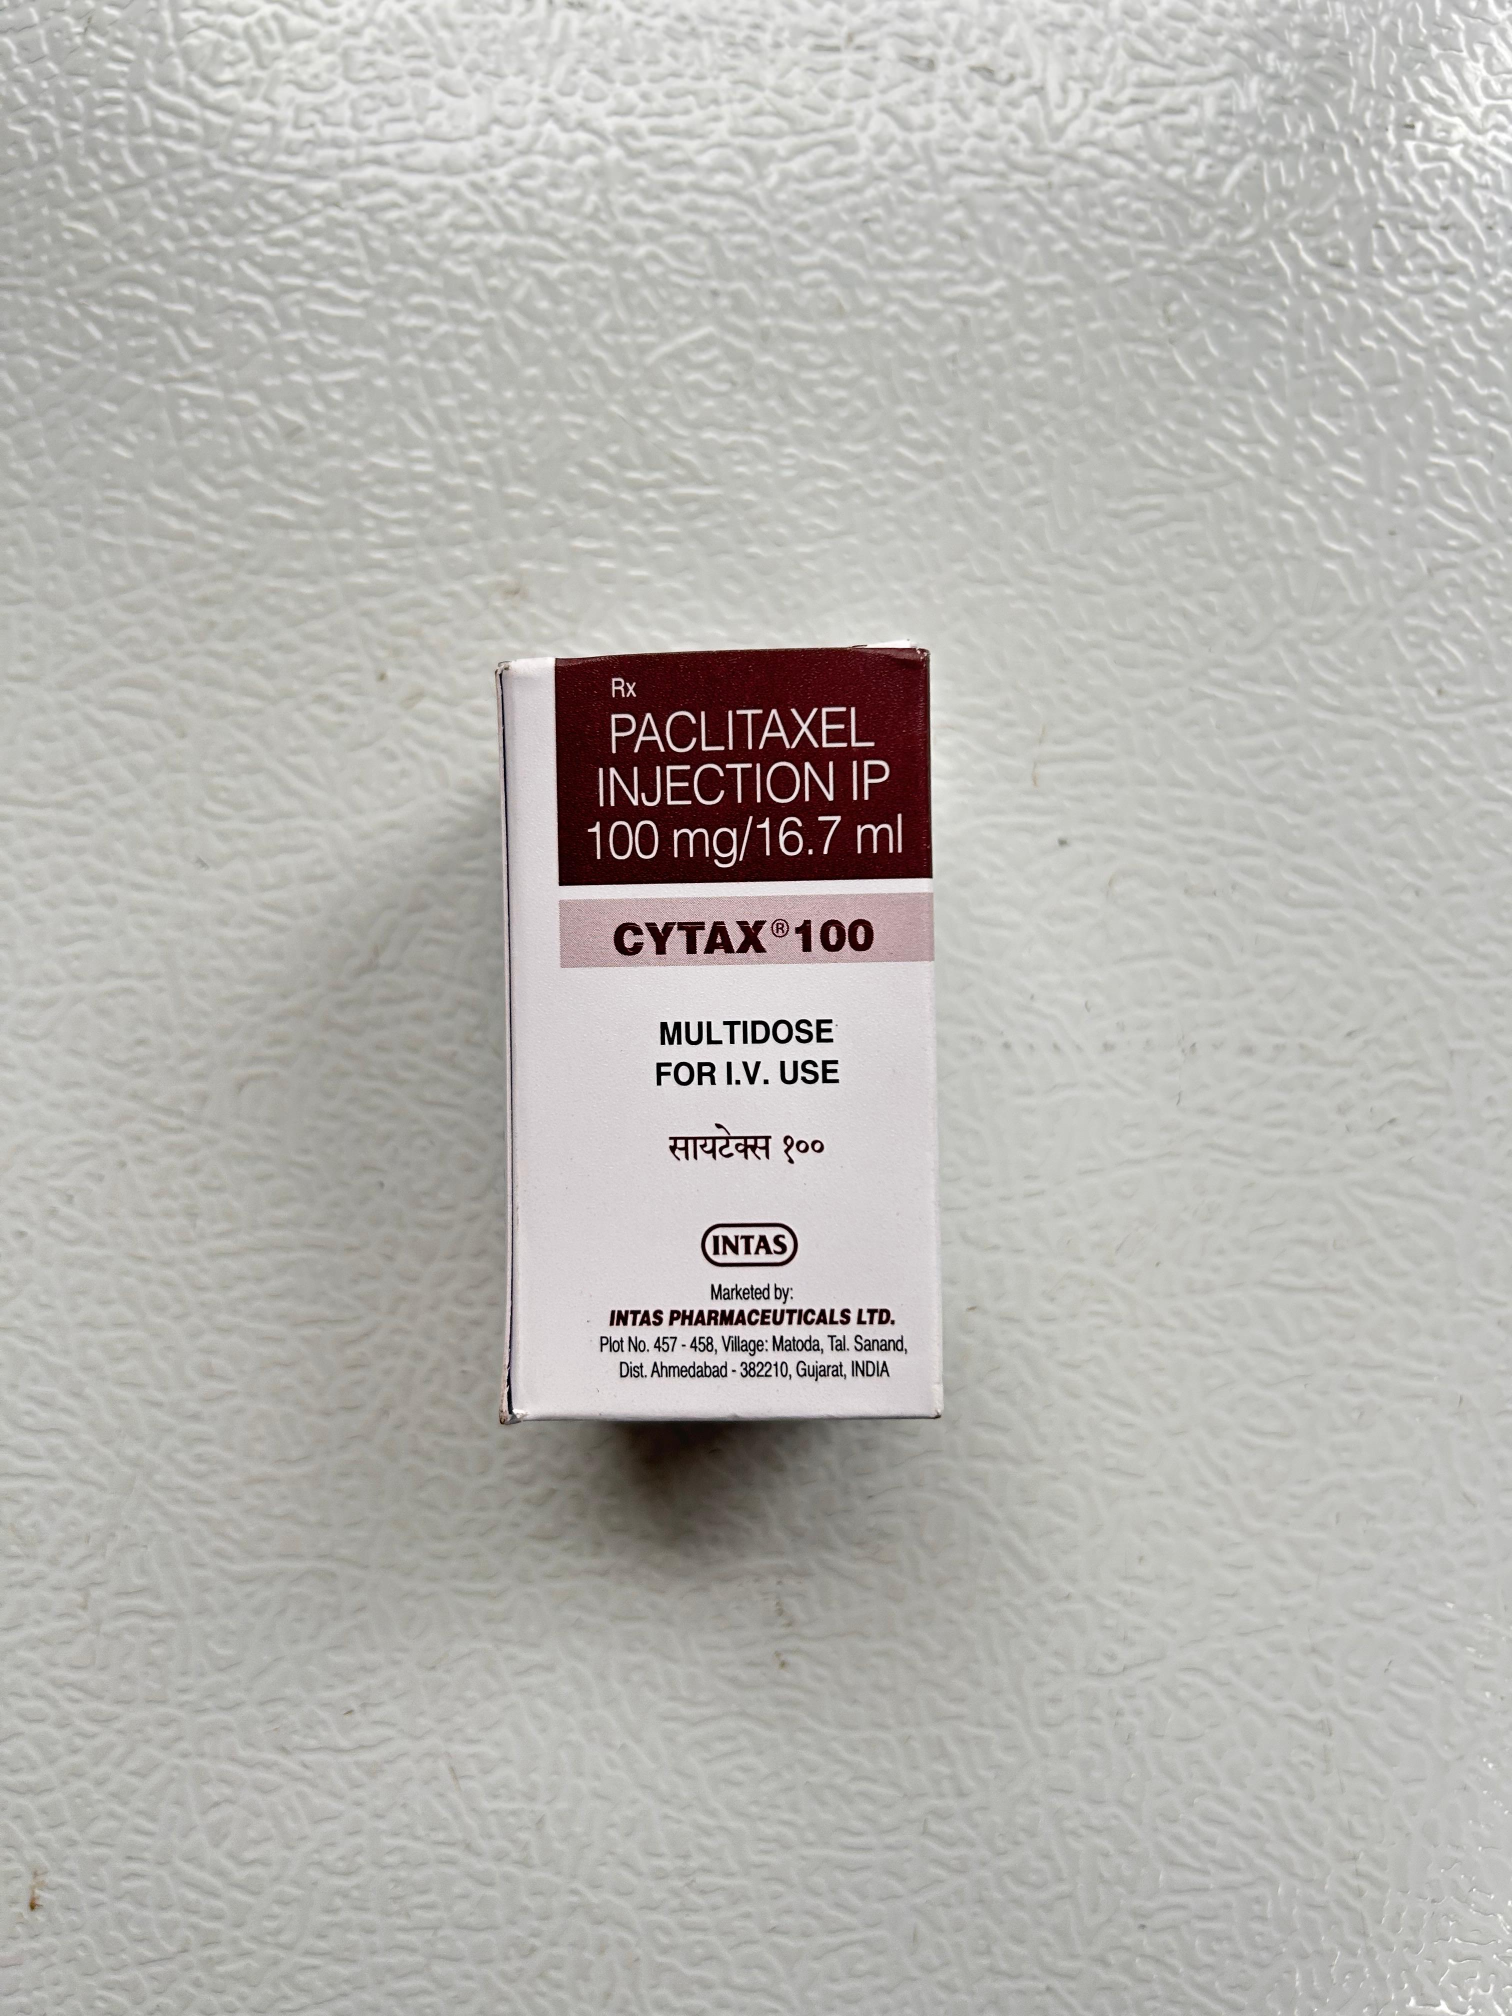 Rx
PACLITAXEL
INJECTION IP
100 mg/16.7 ml
CYTAX® 100
MULTIDOSE
FOR I.V. USE
सायटेक्स १००
INTAS
Marketed by:
INTAS PHARMACEUTICALS LTD.
Plot No. 457 - 458, Village: Matoda, Tal. Sanand,
Dist. Ahmedabad - 382210, Gujarat, INDIA